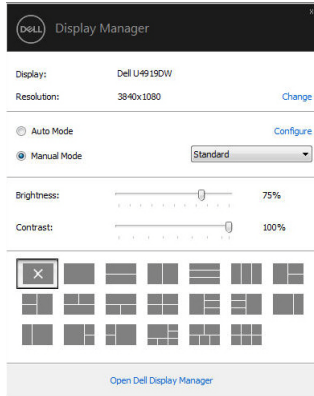 DELL Display Manager
Display: Dell U4919DW
Resolution: 3840x1080 Change
Auto Mode Configure
Manual Mode Standard
Brightness: 75%
Contrast: 100%
Open Dell Display Manager